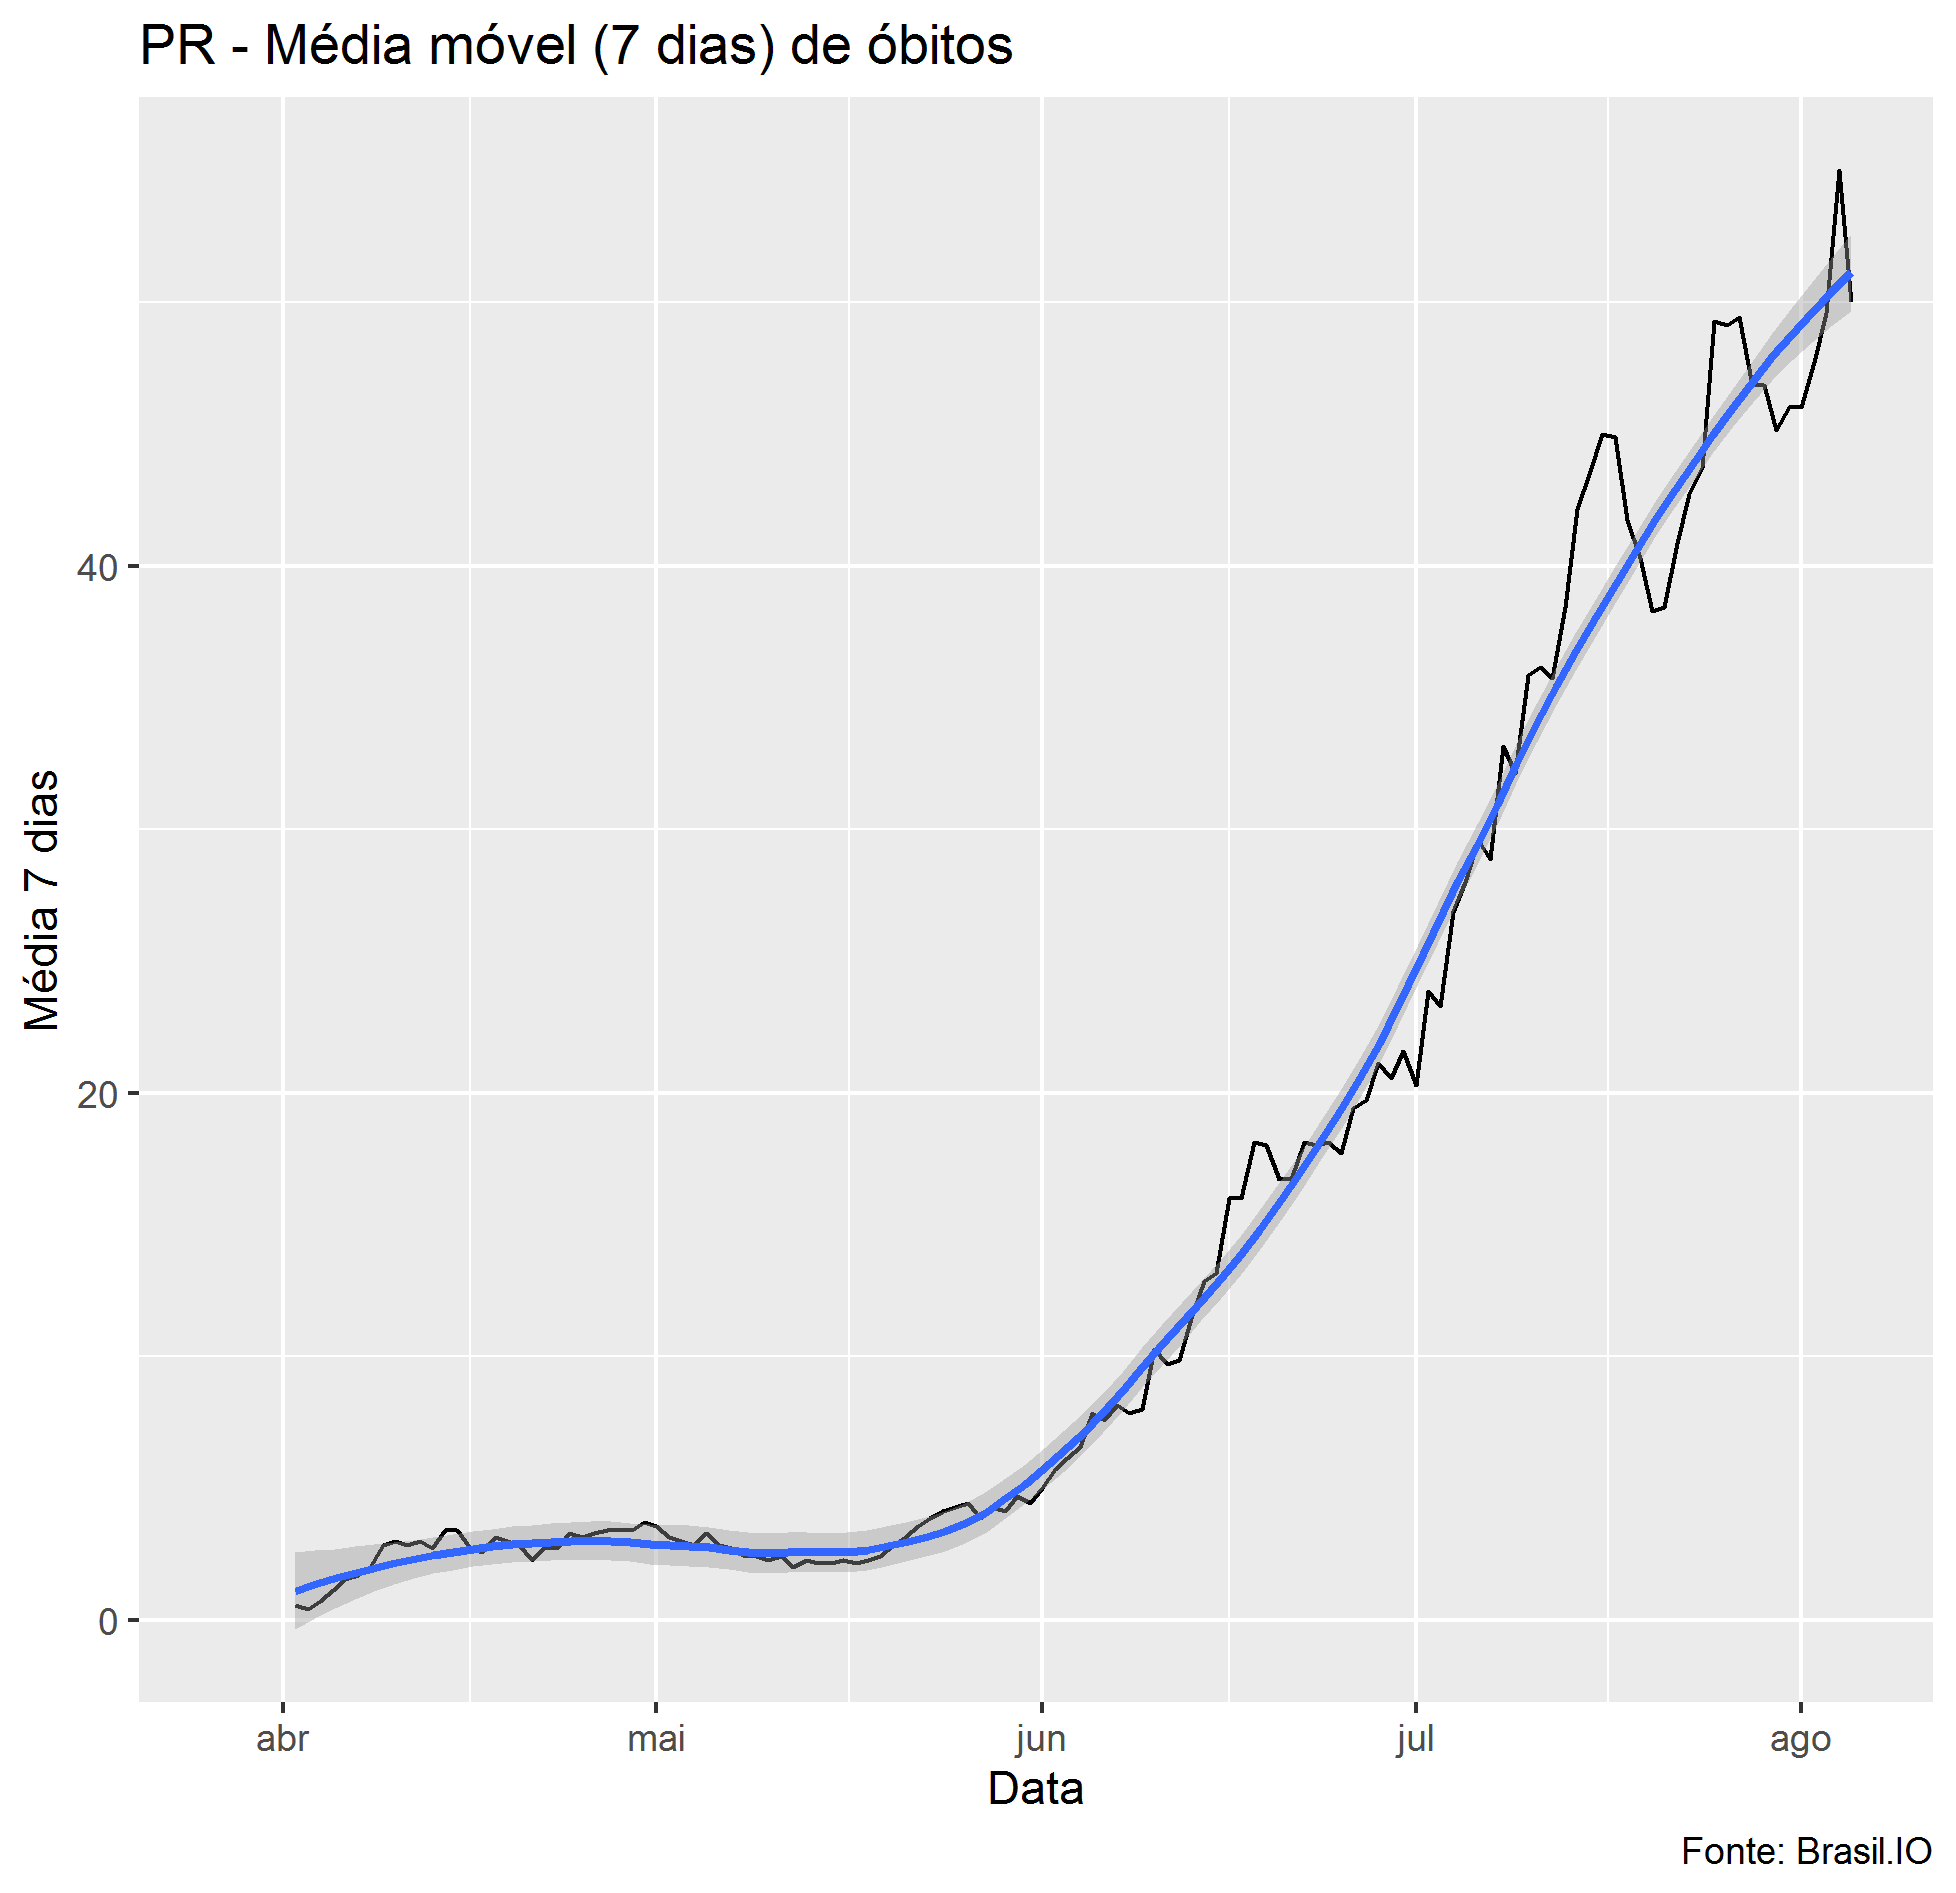 PR - Média móvel (7 dias) de óbitos
Média 7 dias
40
20
0
abr mai jun jul ago
Data
Fonte: Brasil.IO